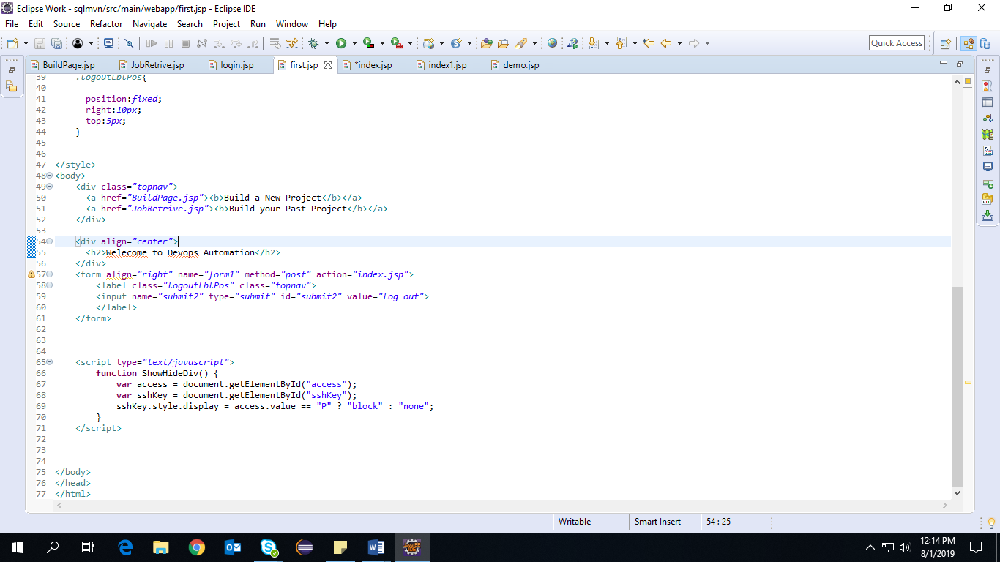 Eclipse Work - sqlmvn/src/main/webapp/first.jsp - Eclipse IDE
File Edit Source Refactor Navigate Search Project Run Window Help
Quick Access
BuildPage.jsp JobRetrive.jsp login.jsp first.jsp *index.jsp index1.jsp demo.jsp
39 .logoutLblPos{
40
41 position:fixed;
42 right:10px;
43 top:5px;
44 }
45
46
47 </style>
48 <body>
49 <div class="topnav">
50 <a href="BuildPage.jsp"><b>Build a New Project</b></a>
51 <a href="JobRetrive.jsp"><b>Build your Past Project</b></a>
52 </div>
53
54 <div align="center">
55 <h2>Welecome to Devops Automation</h2>
56 </div>
57 <form align="right" name="form1" method="post" action="index.jsp">
58 <label class="logoutLblPos" class="topnav">
59 <input name="submit2" type="submit" id="submit2" value="log out">
60 </label>
61 </form>
62
63
64
65 <script type="text/javascript">
66 function ShowHideDiv() {
67 var access = document.getElementById("access");
68 var sshKey = document.getElementById("sshKey");
69 sshKey.style.display = access.value == "P" ? "block" : "none";
70 }
71 </script>
72
73
74
75 </body>
76 </head>
77 </html>
Writable Smart Insert 54 : 25
12:14 PM
8/1/2019